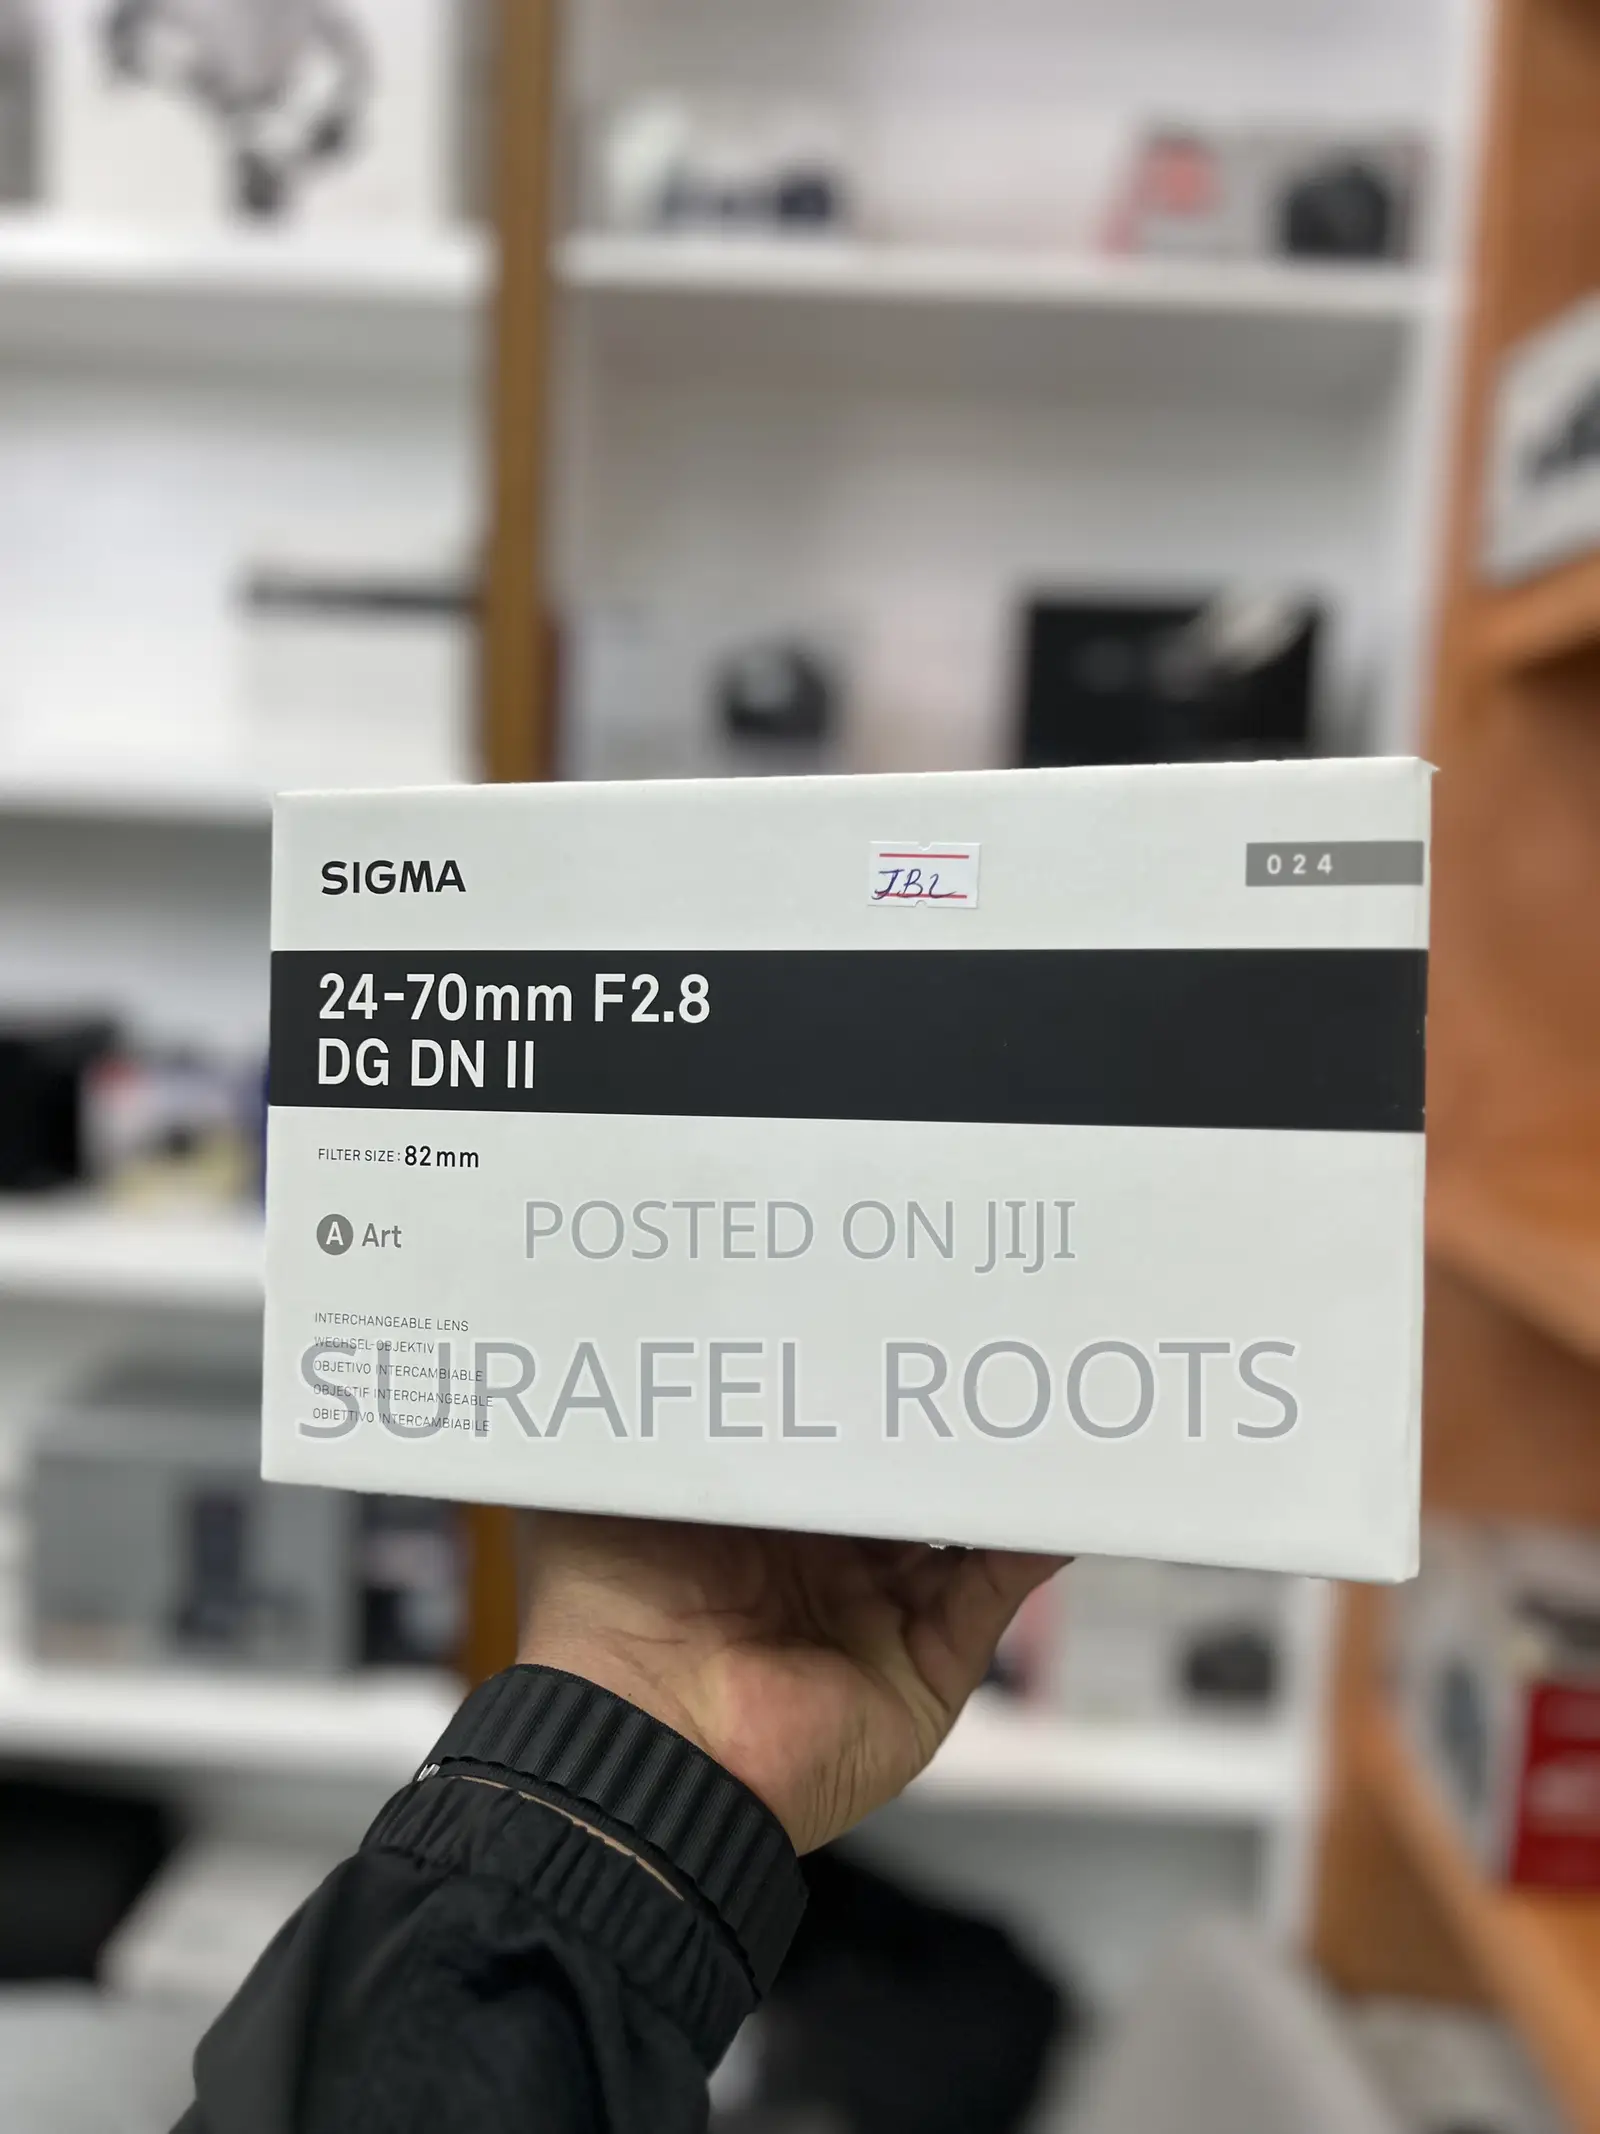 SIGMA
JB2
024
24-70mm F2.8
DG DN II
FILTER SIZE: 82mm
A Art
POSTED ON JIJI
INTERCHANGEABLE LENS
WECHSEL-OBJEKTIV
OBJETIVO INTERCAMBIABLE
OBJECTIF INTERCHANGEABLE
OBIETTIVO INTERCAMBIABILE
SURAFEL ROOTS